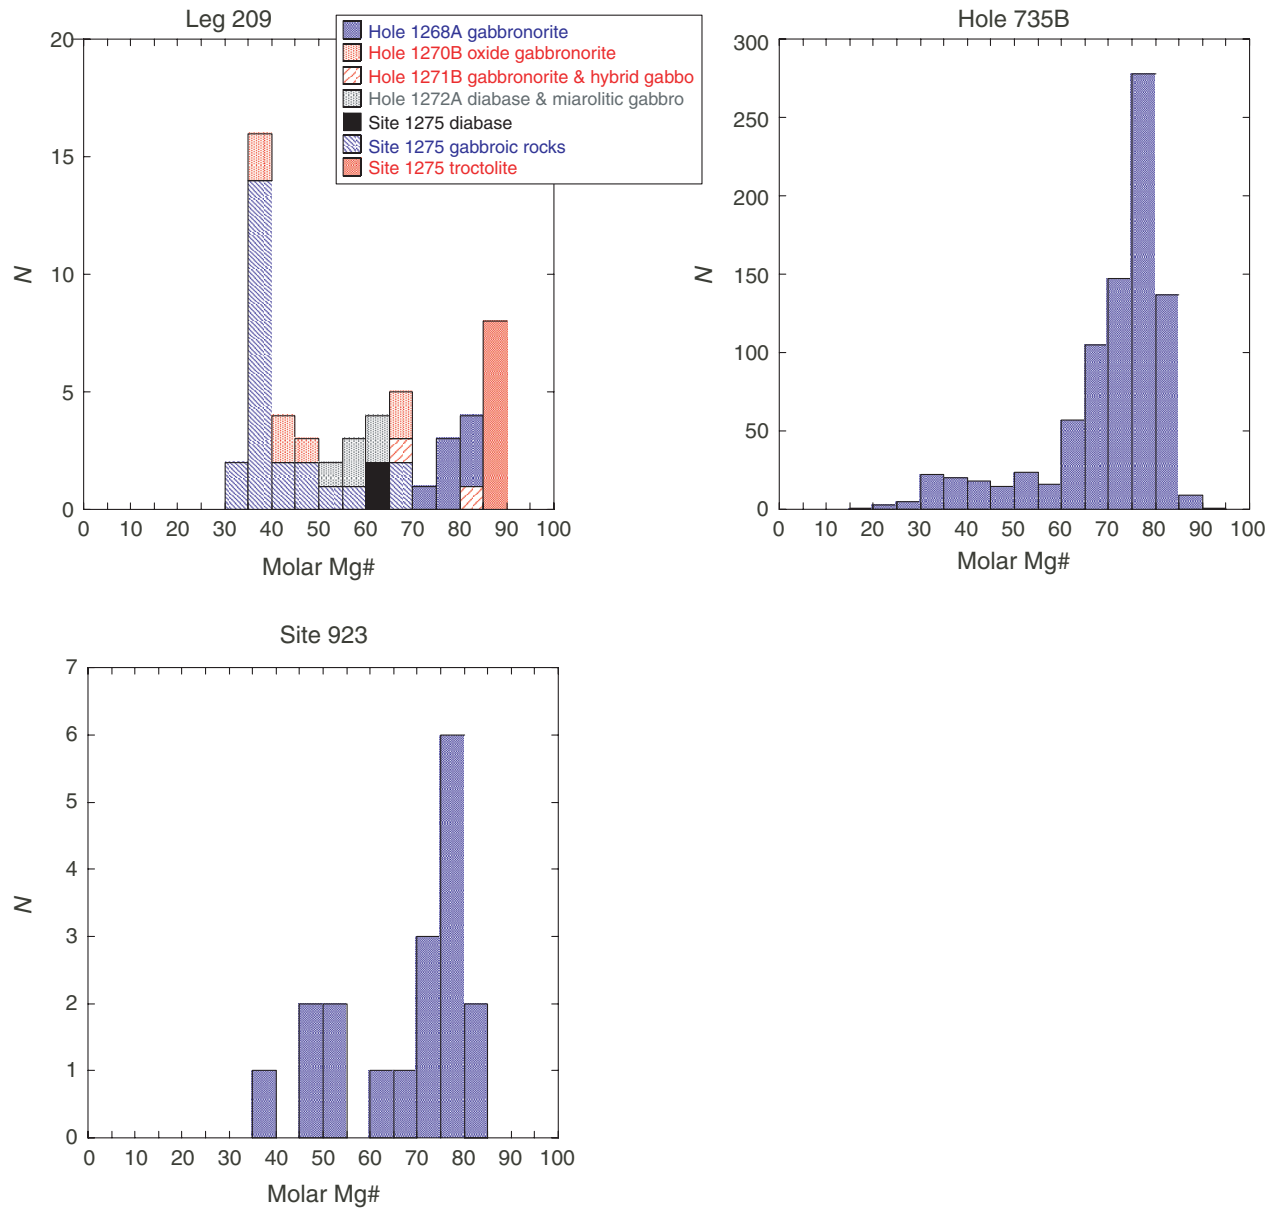 Leg 209
Hole 1268A gabbronorite
Hole 1270B oxide gabbronorite
Hole 1271B gabbronorite & hybrid gabbo
Hole 1272A diabase & miarolitic gabbro
Site 1275 diabase
Site 1275 gabbroic rocks
Site 1275 troctolite
20
15
10
5
0
N
0 10 20 30 40 50 60 70 80 90 100
Molar Mg#
Hole 735B
300
250
200
150
100
50
0
N
0 10 20 30 40 50 60 70 80 90 100
Molar Mg#
Site 923
7
6
5
4
3
2
1
0
N
0 10 20 30 40 50 60 70 80 90 100
Molar Mg#